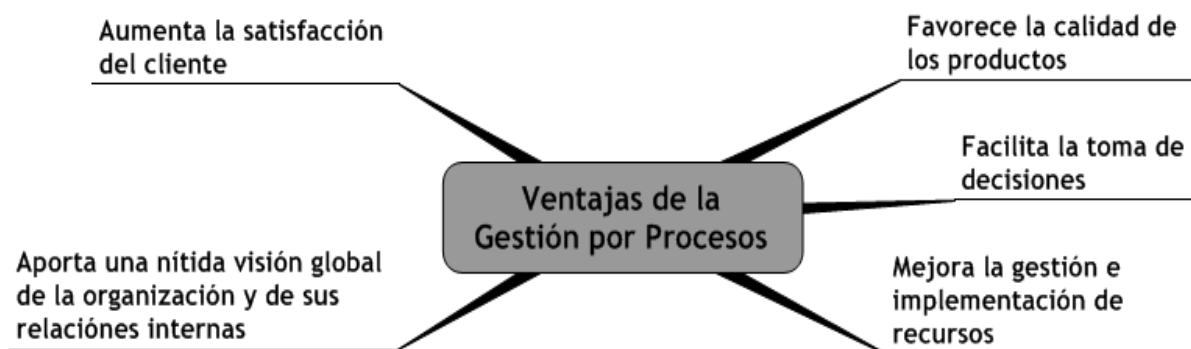 Aumenta la satisfacción
del cliente
Favorece la calidad de
los productos
Facilita la toma de
decisiones
Ventajas de la
Gestión por Procesos
Aporta una nítida visión global
de la organización y de sus
relaciónes internas
Mejora la gestión e
implementación de
recursos